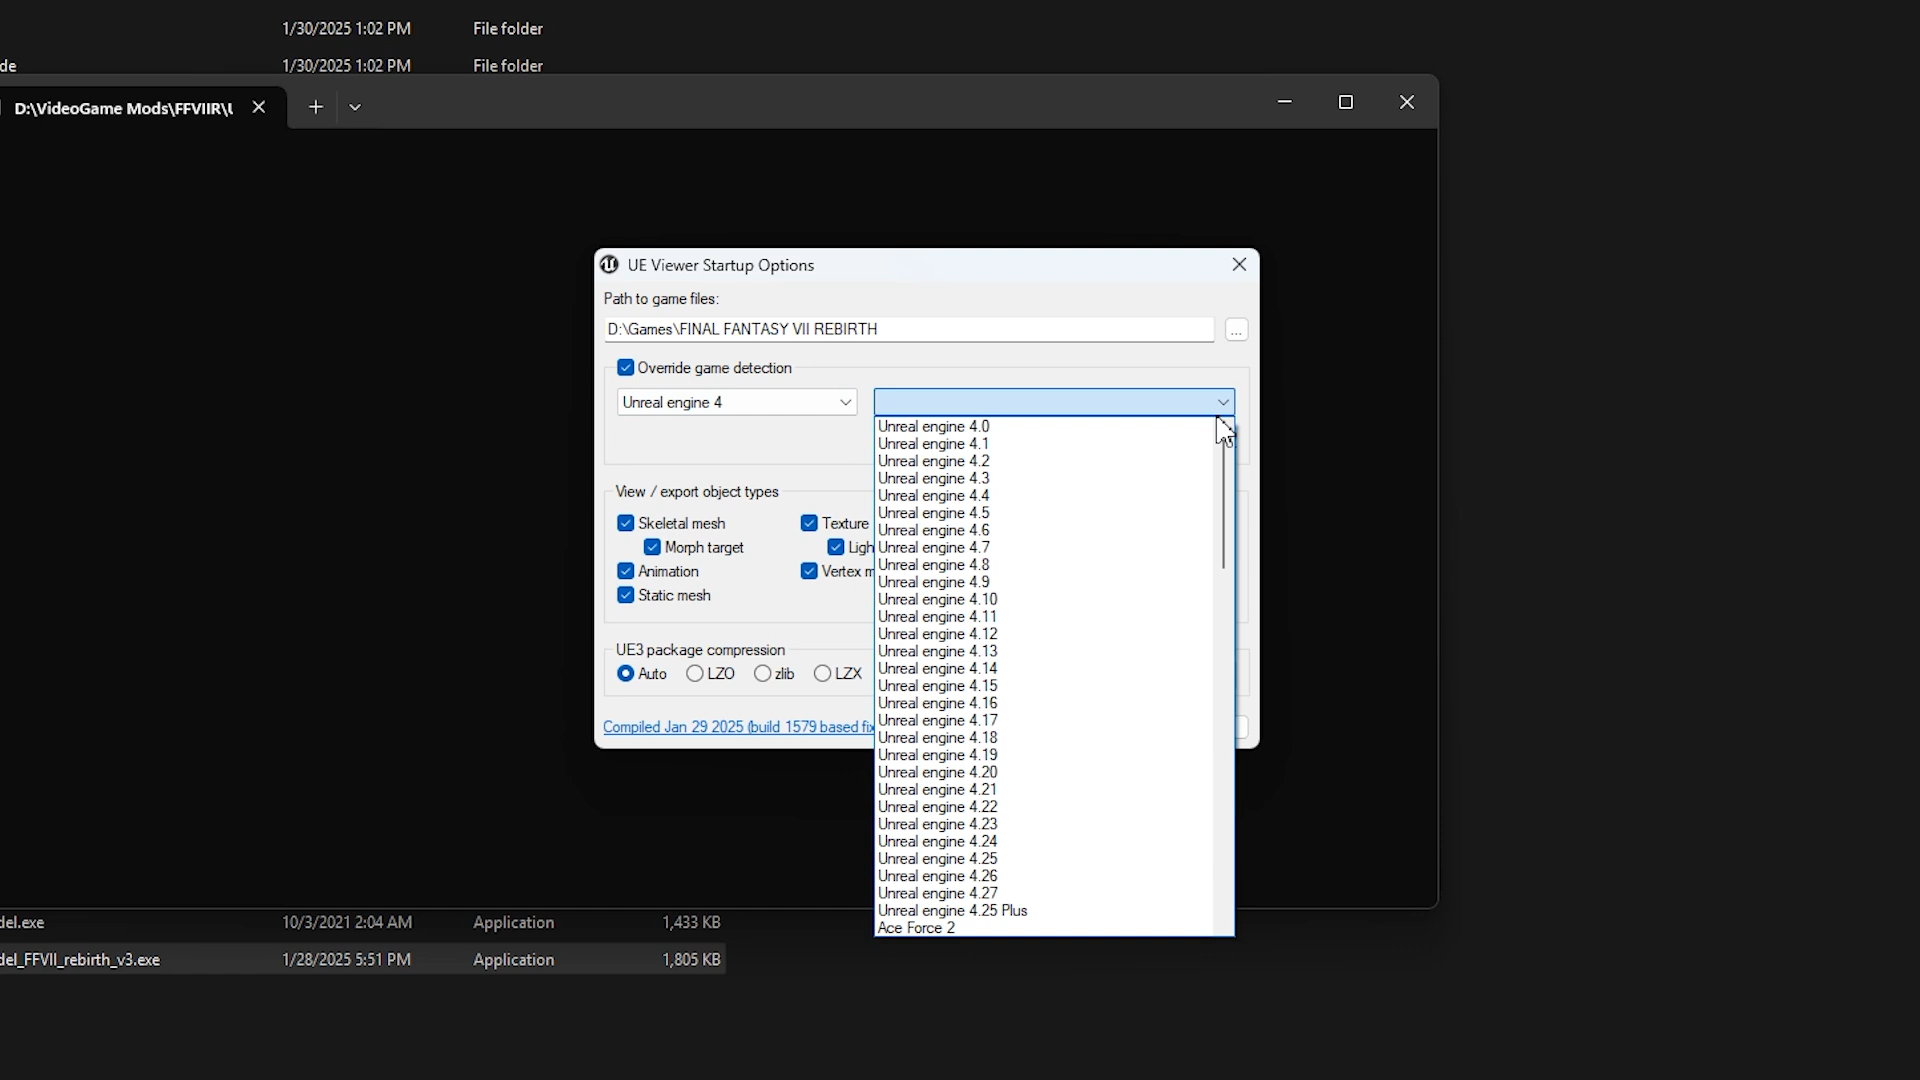 1/30/2025 1:02 PM File folder
de 1/30/2025 1:02 PM File folder
D:\VideoGame Mods\FFVIIR\
UE Viewer Startup Options
Path to game files:
D:\Games\FINAL FANTASY VII REBIRTH
...
Override game detection
Unreal engine 4
Unreal engine 4.0
Unreal engine 4.1
Unreal engine 4.2
Unreal engine 4.3
Unreal engine 4.4
Unreal engine 4.5
Unreal engine 4.6
Unreal engine 4.7
Unreal engine 4.8
Unreal engine 4.9
Unreal engine 4.10
Unreal engine 4.11
Unreal engine 4.12
Unreal engine 4.13
Unreal engine 4.14
Unreal engine 4.15
Unreal engine 4.16
Unreal engine 4.17
Unreal engine 4.18
Unreal engine 4.19
Unreal engine 4.20
Unreal engine 4.21
Unreal engine 4.22
Unreal engine 4.23
Unreal engine 4.24
Unreal engine 4.25
Unreal engine 4.26
Unreal engine 4.27
Unreal engine 4.25 Plus
Ace Force 2
View / export object types
Skeletal mesh Texture
Morph target Ligh
Animation Vertex m
Static mesh
UE3 package compression
Auto LZO zlib LZX
Compiled Jan 29 2025 (build 1579 based fix
del.exe 10/3/2021 2:04 AM Application 1,433 KB
del_FFVII_rebirth_v3.exe 1/28/2025 5:51 PM Application 1,805 KB